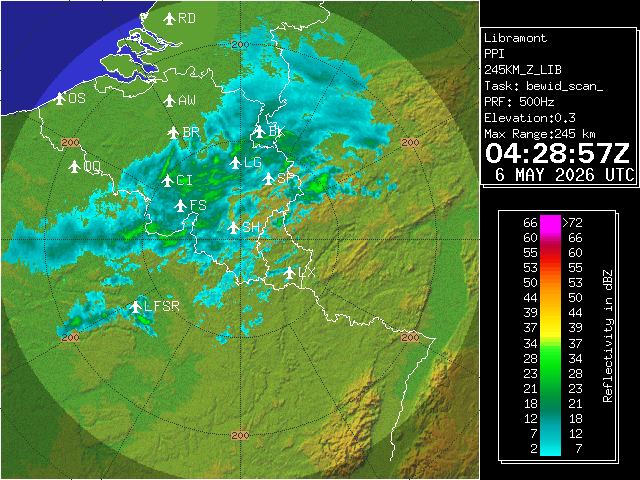 RD
200
OS
AW
BR
BK
200
QQ
LG
CI
SP
FS
SH
LX
LFSR
200
200
200
Libramont
PPI
245KM_Z_LIB
Task: bewid_scan_
PRF: 500Hz
Elevation:0.3
Max Range:245 km
04:28:57Z
6 MAY 2026 UTC
66 >72
60 66
55 60
53 55
50 53
44 50
39 44
37 39
34 37
28 34
23 28
21 23
18 21
12 18
7 12
2 7
Reflectivity in dBZ